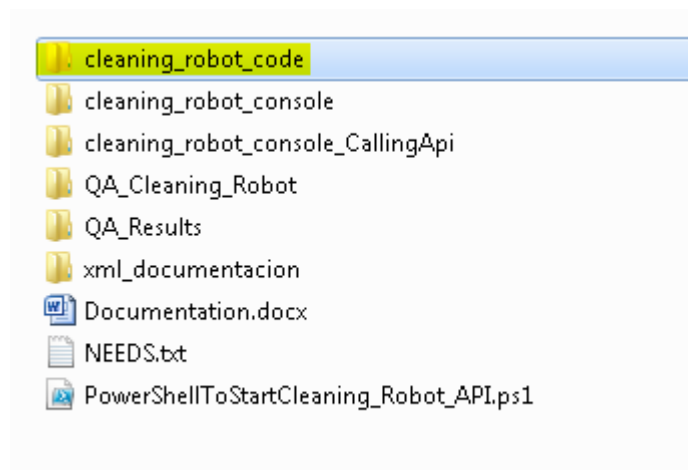 cleaning_robot_code
cleaning_robot_console
cleaning_robot_console_CallingApi
QA_Cleaning_Robot
QA_Results
xml_documentacion
Documentation.docx
NEEDS.txt
PowerShellToStartCleaning_Robot_API.ps1